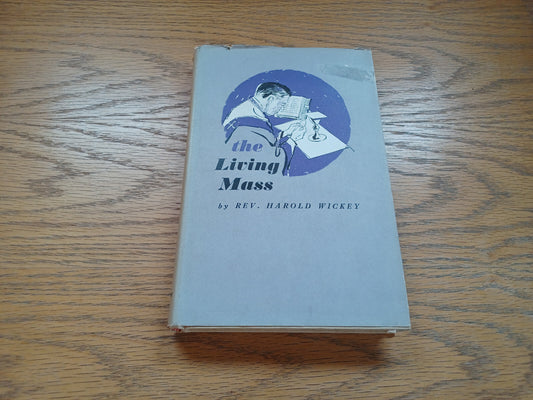 the
Living
Mass
by REV. HAROLD WICKEY